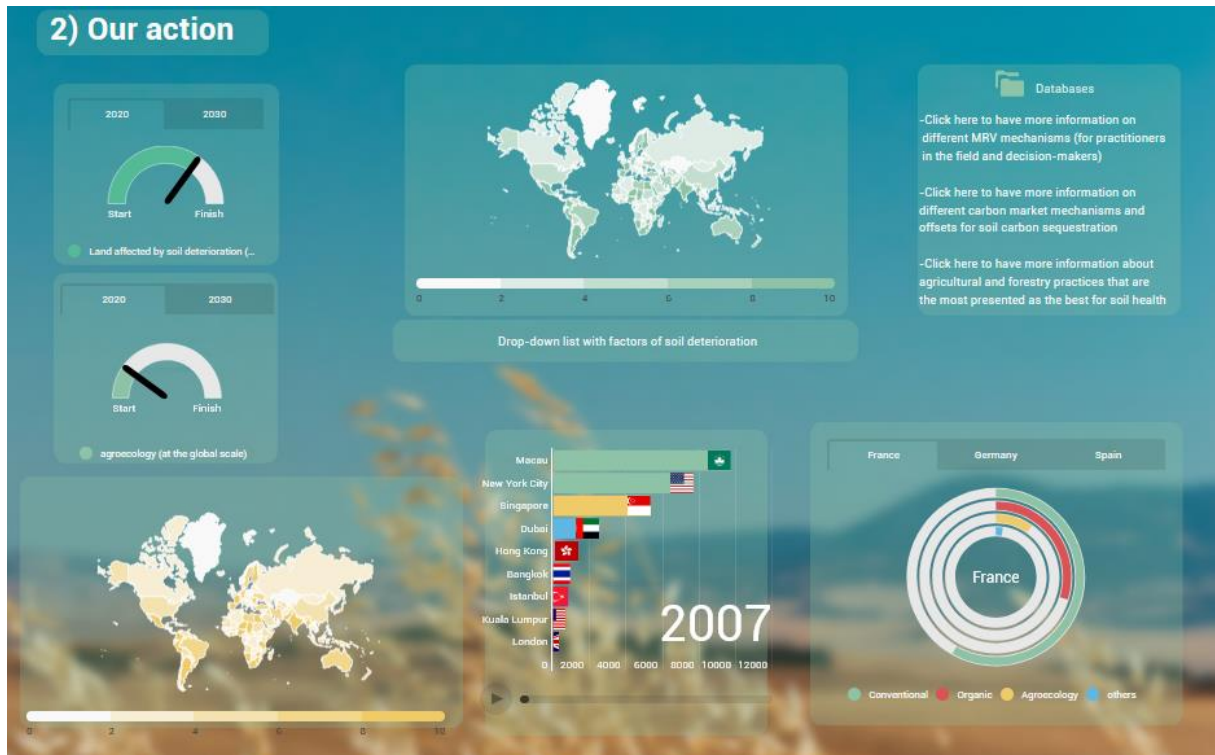 2) Our action
2020 2030
Start Finish
Land affected by soil deterioration (...
2020 2030
Start Finish
agroecology (at the global scale)
0 2 4 6 8 10
Drop-down list with factors of soil deterioration
Databases
-Click here to have more information on
different MRV mechanisms (for practitioners
in the field and decision-makers)
-Click here to have more information on
different carbon market mechanisms and
offsets for soil carbon sequestration
-Click here to have more information about
agricultural and forestry practices that are
the most presented as the best for soil health
0 2 4 6 8 10
Macau
New York City
Singapore
Dubai
Hong Kong
Bangkok
Istanbul
Kuala Lumpur
London
2007
0 2000 4000 6000 8000 10000 12000
France Germany Spain
France
Conventional Organic Agroecology others